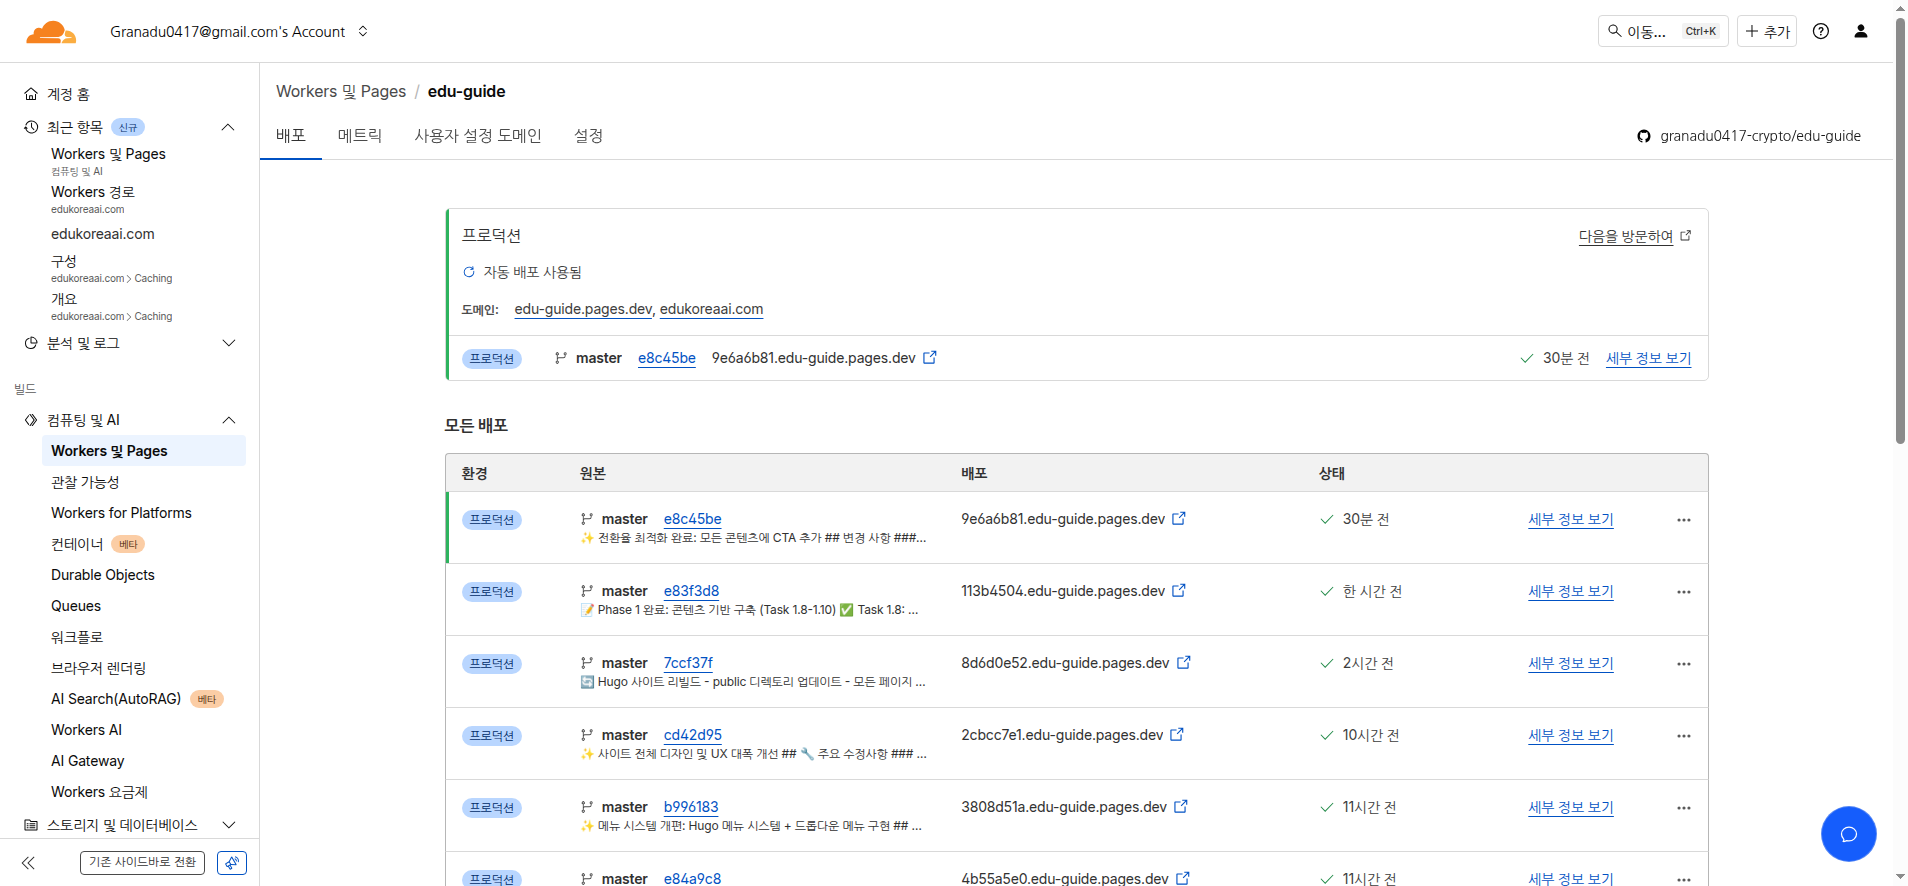 Granadu0417@gmail.com's Account
이동... Ctrl+K
추가
계정 홈
최근 항목 신규
Workers 및 Pages
컴퓨팅 및 AI
Workers 경로
edukoreaai.com
edukoreaai.com
구성
edukoreaai.com > Caching
개요
edukoreaai.com > Caching
분석 및 로그
빌드
컴퓨팅 및 AI
Workers 및 Pages
관찰 가능성
Workers for Platforms
컨테이너 베타
Durable Objects
Queues
워크플로
브라우저 렌더링
AI Search(AutoRAG) 베타
Workers AI
AI Gateway
Workers 요금제
스토리지 및 데이터베이스
기존 사이드바로 전환
Workers 및 Pages / edu-guide
배포 메트릭 사용자 설정 도메인 설정
granadu0417-crypto/edu-guide
프로덕션
다음을 방문하여
자동 배포 사용됨
도메인: edu-guide.pages.dev, edukoreaai.com
프로덕션 master e8c45be 9e6a6b81.edu-guide.pages.dev 30분 전 세부 정보 보기
모든 배포
환경 원본 배포 상태
프로덕션 master e8c45be 9e6a6b81.edu-guide.pages.dev 30분 전 세부 정보 보기 ...
✨ 전환율 최적화 완료: 모든 콘텐츠에 CTA 추가 ## 변경 사항 ###...
프로덕션 master e83f3d8 113b4504.edu-guide.pages.dev 한 시간 전 세부 정보 보기 ...
📝 Phase 1 완료: 콘텐츠 기반 구축 (Task 1.8-1.10) ✅ Task 1.8: ...
프로덕션 master 7ccf37f 8d6d0e52.edu-guide.pages.dev 2시간 전 세부 정보 보기 ...
🔄 Hugo 사이트 리빌드 - public 디렉토리 업데이트 - 모든 페이지 ...
프로덕션 master cd42d95 2cbcc7e1.edu-guide.pages.dev 10시간 전 세부 정보 보기 ...
✨ 사이트 전체 디자인 및 UX 대폭 개선 ## 🔧 주요 수정사항 ### ...
프로덕션 master b996183 3808d51a.edu-guide.pages.dev 11시간 전 세부 정보 보기 ...
✨ 메뉴 시스템 개편: Hugo 메뉴 시스템 + 드롭다운 메뉴 구현 ## ...
프로덕션 master e84a9c8 4b55a5e0.edu-guide.pages.dev 11시간 전 세부 정보 보기 ...